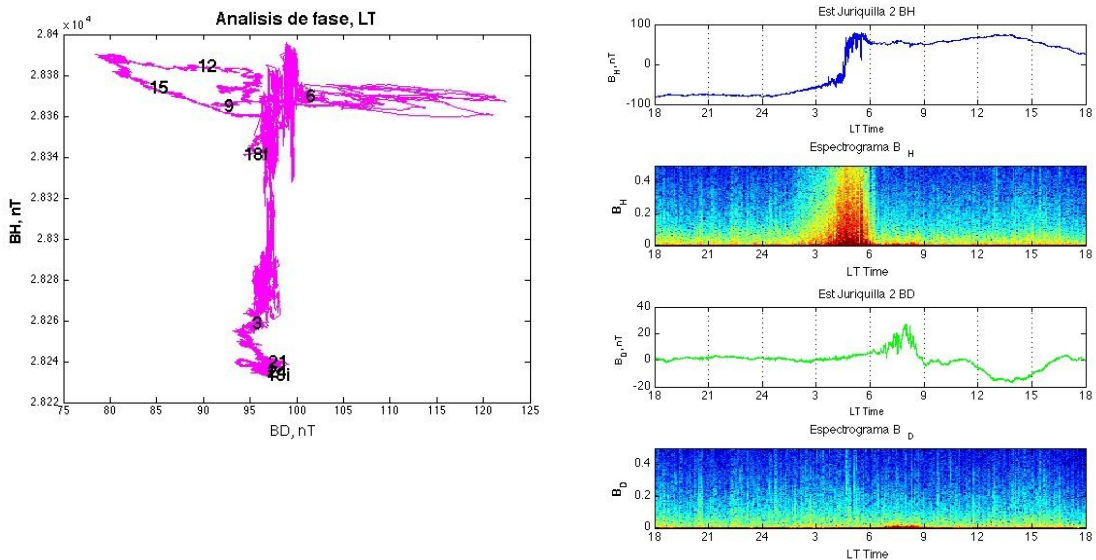 Analisis de fase, LT
× 10⁴
2.84
2.838
2.836
2.834
2.832
2.83
2.828
2.826
2.824
2.822
BH, nT
12
15
9
6
18f
3
21
18i
75 80 85 90 95 100 105 110 115 120 125
BD, nT
Est Juriquilla 2 BH
100
0
-100
B_H, nT
18 21 24 3 6 9 12 15 18
LT Time
Espectrograma B_H
0.4
0.2
0
B_H
18 21 24 3 6 9 12 15 18
LT Time
Est Juriquilla 2 BD
40
20
0
-20
B_D, nT
18 21 24 3 6 9 12 15 18
LT Time
Espectrograma B_D
0.4
0.2
0
B_D
18 21 24 3 6 9 12 15 18
LT Time